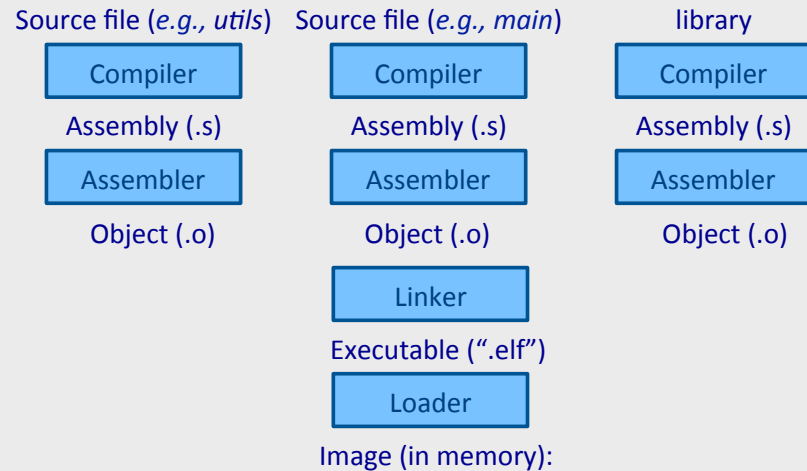 Source file (e.g., utils) Source file (e.g., main) library
Compiler Compiler Compiler
Assembly (.s) Assembly (.s) Assembly (.s)
Assembler Assembler Assembler
Object (.o) Object (.o) Object (.o)
Linker
Executable (“.elf”)
Loader
Image (in memory):